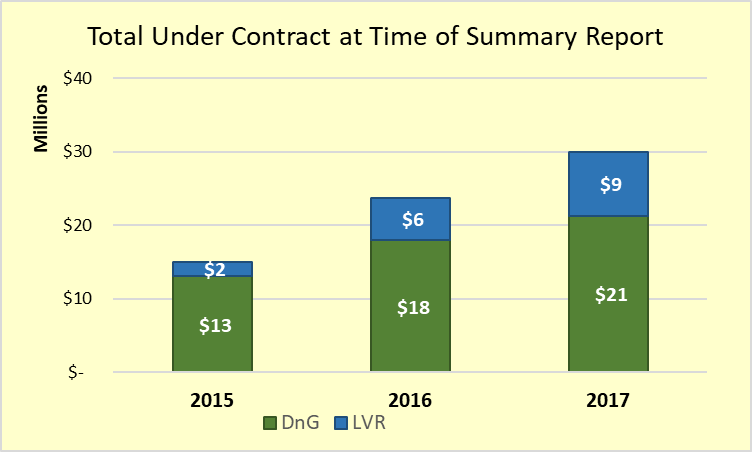 Total Under Contract at Time of Summary Report
Millions
$40
$30
$20
$10
$-
$2
$13
$6
$18
$9
$21
2015 2016 2017
DnG LVR